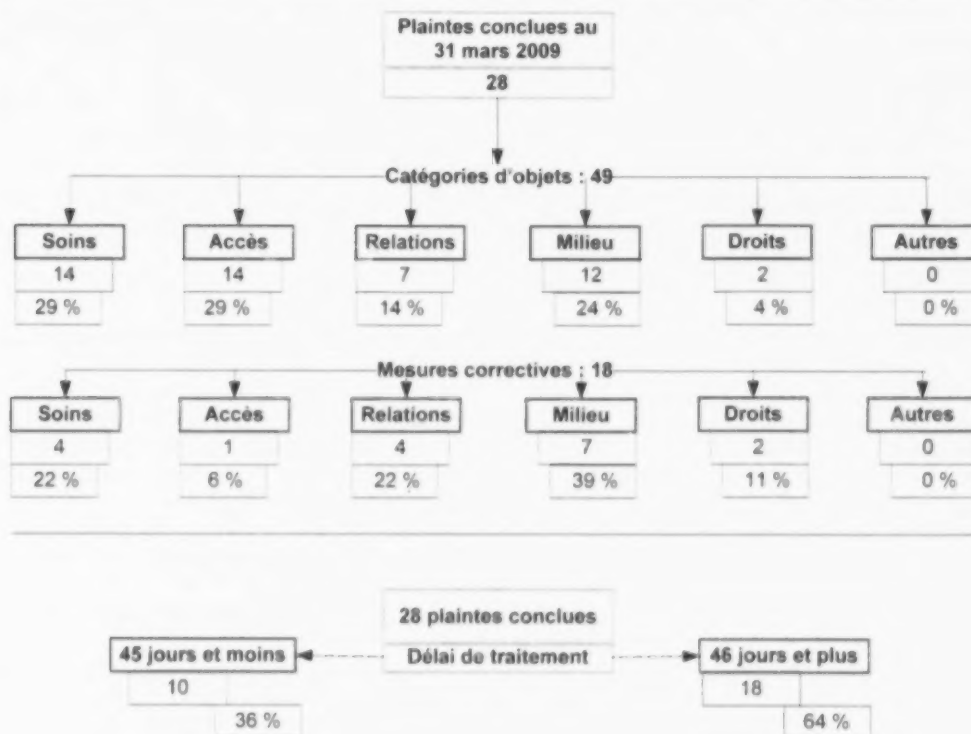 Plaintes conclues au
31 mars 2009
28
Catégories d'objets : 49
Soins Accès Relations Milieu Droits Autres
14 14 7 12 2 0
29 % 29 % 14 % 24 % 4 % 0 %
Mesures correctives : 18
Soins Accès Relations Milieu Droits Autres
4 1 4 7 2 0
22 % 6 % 22 % 39 % 11 % 0 %
28 plaintes conclues
45 jours et moins Délai de traitement 46 jours et plus
10 18
36 % 64 %